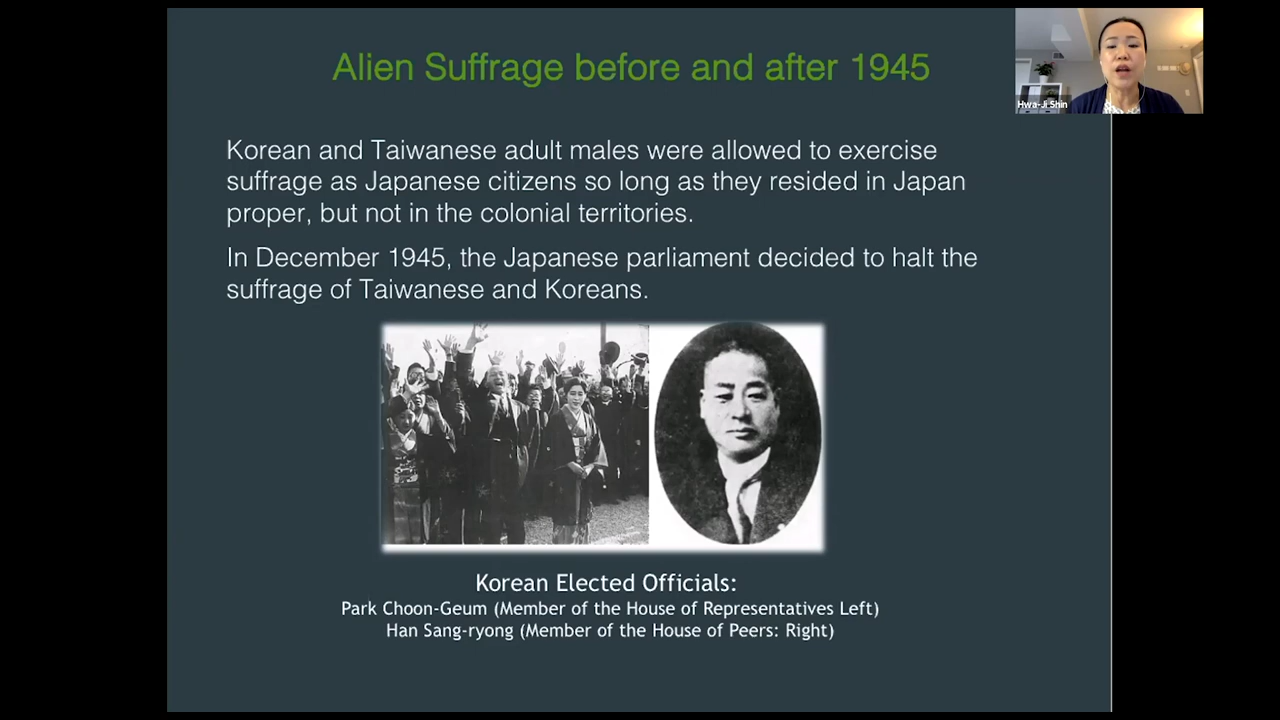 Alien Suffrage before and after 1945
Hwa-Ji Shin
Korean and Taiwanese adult males were allowed to exercise
suffrage as Japanese citizens so long as they resided in Japan
proper, but not in the colonial territories.
In December 1945, the Japanese parliament decided to halt the
suffrage of Taiwanese and Koreans.
Korean Elected Officials:
Park Choon-Geum (Member of the House of Representatives Left)
Han Sang-ryong (Member of the House of Peers: Right)